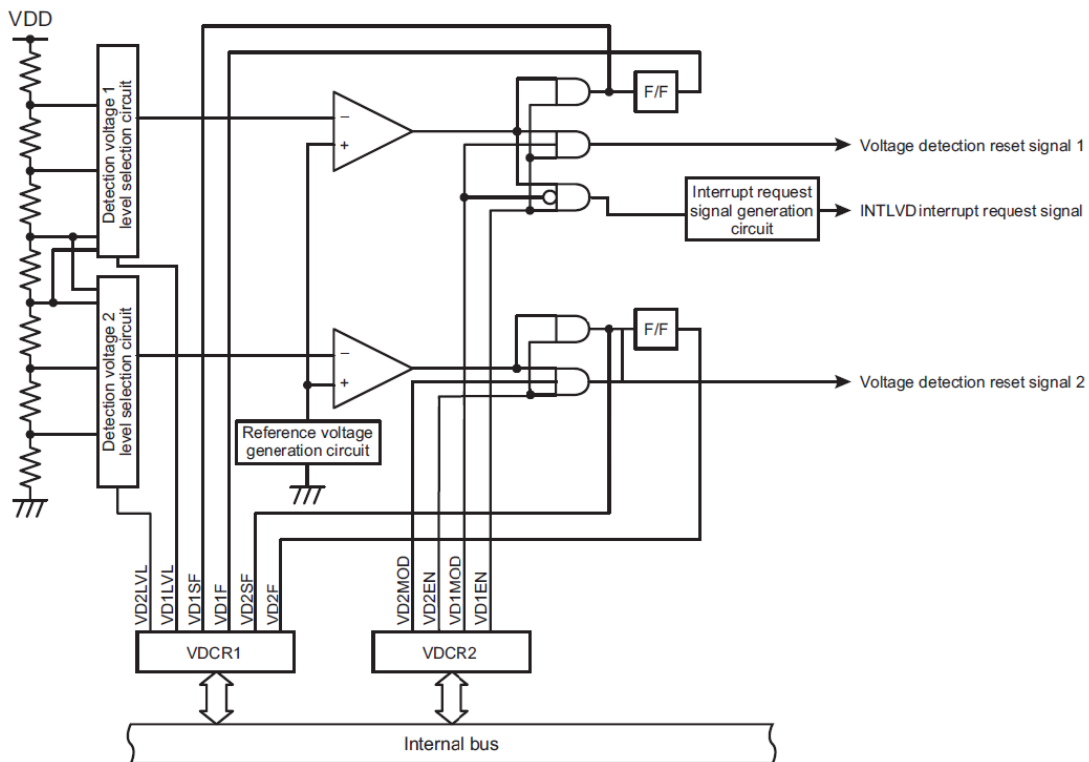 VDD
Detection voltage 1
level selection circuit
−
+
F/F
Voltage detection reset signal 1
Interrupt request
signal generation
circuit
INTLVD interrupt request signal
Detection voltage 2
level selection circuit
−
+
F/F
Voltage detection reset signal 2
Reference voltage
generation circuit
VD2LVL
VD1LVL
VD1SF
VD1F
VD2SF
VD2F
VD2MOD
VD2EN
VD1MOD
VD1EN
VDCR1
VDCR2
Internal bus